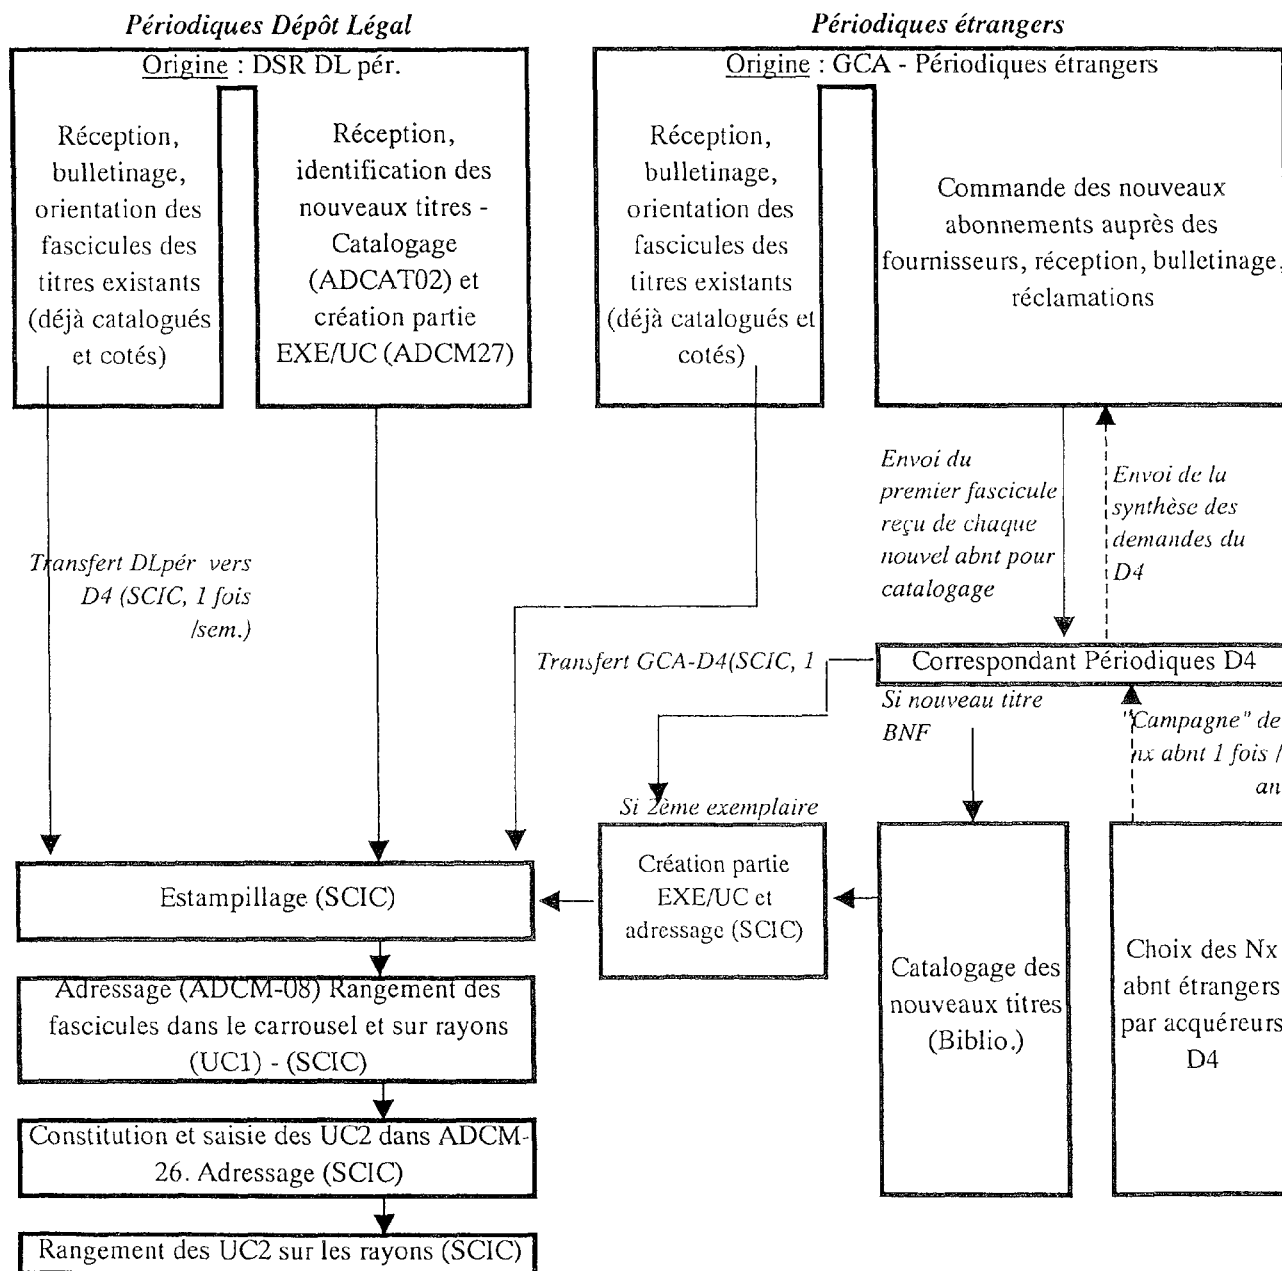 Périodiques Dépôt Légal
Origine : DSR DL pér.
Réception,
bulletinage,
orientation des
fascicules des
titres existants
(déjà catalogués
et cotés)
Réception,
identification des
nouveaux titres -
Catalogage
(ADCAT02) et
création partie
EXE/UC (ADCM27)
Périodiques étrangers
Origine : GCA - Périodiques étrangers
Réception,
bulletinage,
orientation des
fascicules des
titres existants
(déjà catalogués et
cotés)
Commande des nouveaux
abonnements auprès des
fournisseurs, réception, bulletinage,
réclamations
Transfert DLpér vers
D4 (SCIC, 1 fois
/sem.)
Envoi du
premier fascicule
reçu de chaque
nouvel abnt pour
catalogage
Envoi de la
synthèse des
demandes du
D4
Transfert GCA-D4(SCIC, 1
Correspondant Périodiques D4
Si nouveau titre
BNF
"Campagne" de
nx abnt 1 fois /
an
Si 2ème exemplaire
Création partie
EXE/UC et
adressage (SCIC)
Catalogage des
nouveaux titres
(Biblio.)
Choix des Nx
abnt étrangers
par acquéreurs
D4
Estampillage (SCIC)
Adressage (ADCM-08) Rangement des
fascicules dans le carrousel et sur rayons
(UC1) - (SCIC)
Constitution et saisie des UC2 dans ADCM-
26. Adressage (SCIC)
Rangement des UC2 sur les rayons (SCIC)